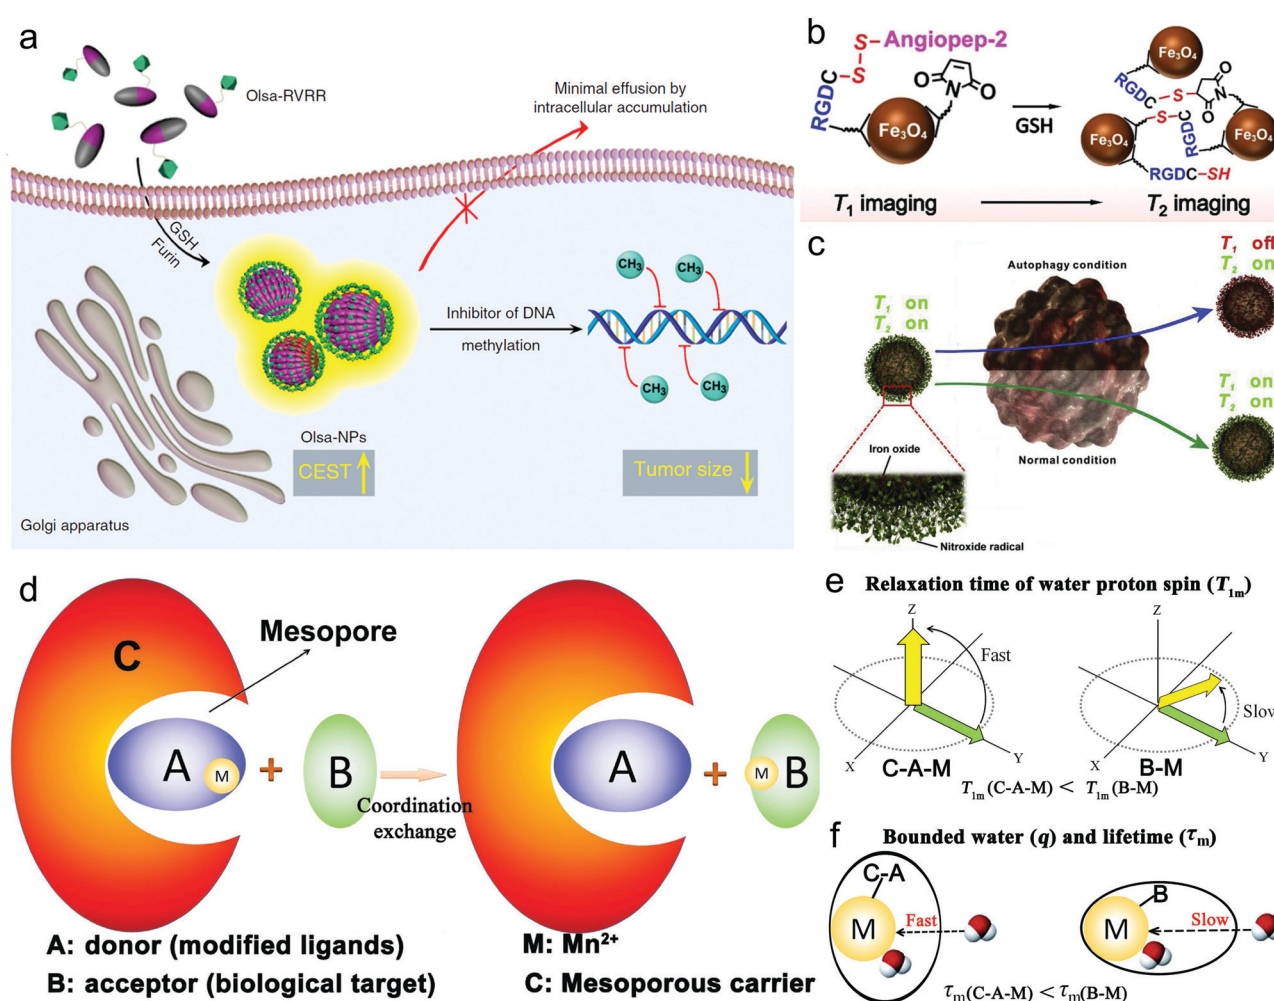 a
Olsa-RVRR
Minimal effusion by
intracellular accumulation
GSH
Furin
Inhibitor of DNA
methylation
CH₃
CH₃
CH₃
CH₃
Olsa-NPs
CEST ↑
Tumor size ↓
Golgi apparatus
b
S–Angiopep-2
S
RGDC
O
N
O
Fe₃O₄
GSH
Fe₃O₄
RGDC
S
O
N
O
S–C
RGD
Fe₃O₄
Fe₃O₄
RGDC–SH
T₁ imaging
T₂ imaging
c
Autophagy condition
T₁ off
T₂ on
T₁ on
T₂ on
T₁ on
T₂ on
Normal condition
Iron oxide
Nitroxide radical
d
C
Mesopore
A
M
+
B
Coordination
exchange
A
+
M
B
A: donor (modified ligands)
M: Mn²⁺
B: acceptor (biological target)
C: Mesoporous carrier
e
Relaxation time of water proton spin (T₁ₘ)
Z
Fast
X
Y
C-A-M
Z
Slow
X
Y
B-M
T₁ₘ(C-A-M) < T₁ₘ(B-M)
f
Bounded water (q) and lifetime (τₘ)
C-A
M
Fast
B
M
Slow
τₘ(C-A-M) < τₘ(B-M)